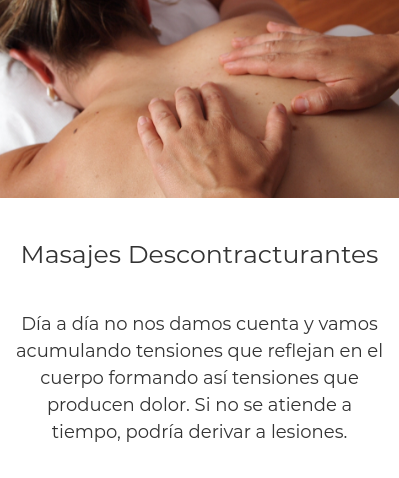 Masajes Descontracturantes
Día a día no nos damos cuenta y vamos
acumulando tensiones que reflejan en el
cuerpo formando así tensiones que
producen dolor. Si no se atiende a
tiempo, podría derivar a lesiones.